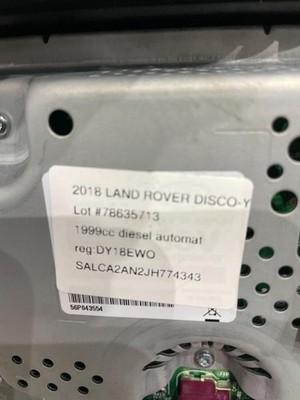 2018 LAND ROVER DISCO-Y
Lot #78635713
1999cc diesel automat
reg:DY18EWO
SALCA2AN2JH774343
56P843554